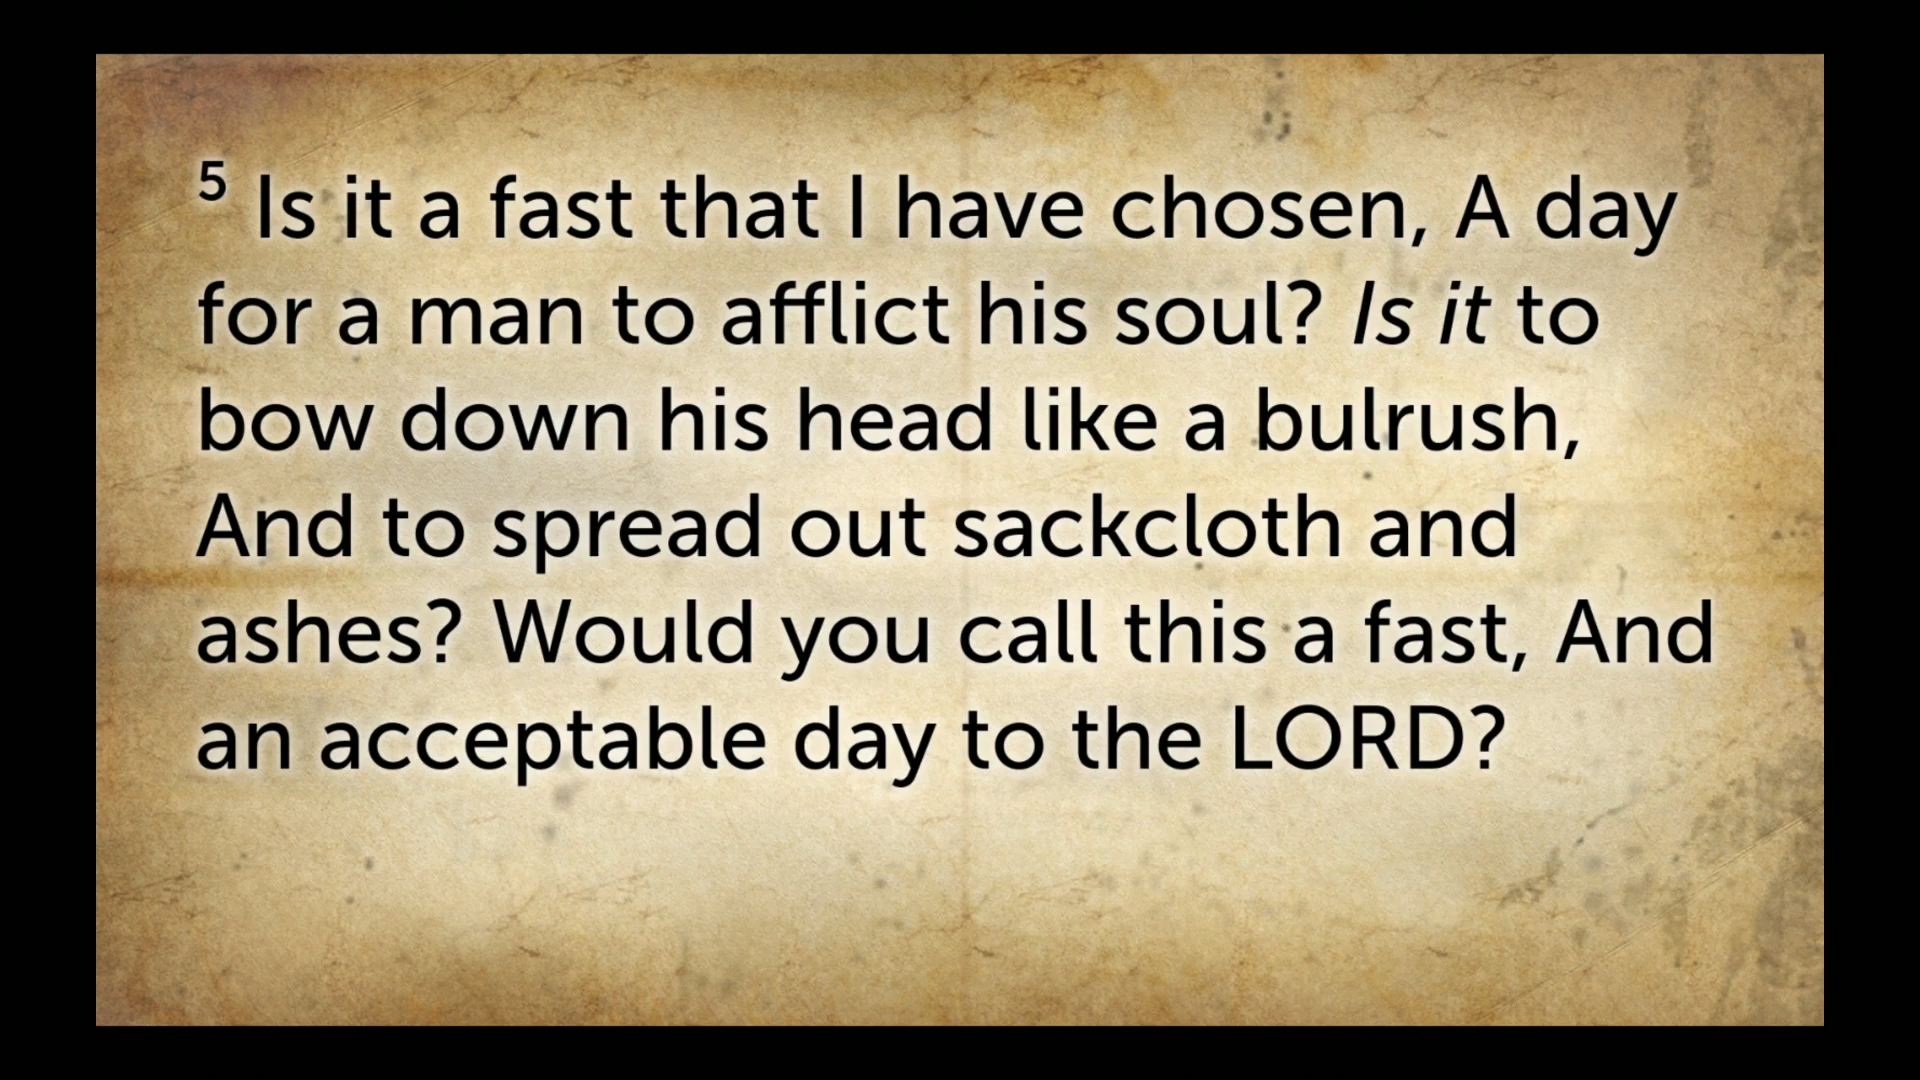 5 Is it a fast that I have chosen, A day
for a man to afflict his soul? Is it to
bow down his head like a bulrush,
And to spread out sackcloth and
ashes? Would you call this a fast, And
an acceptable day to the LORD?